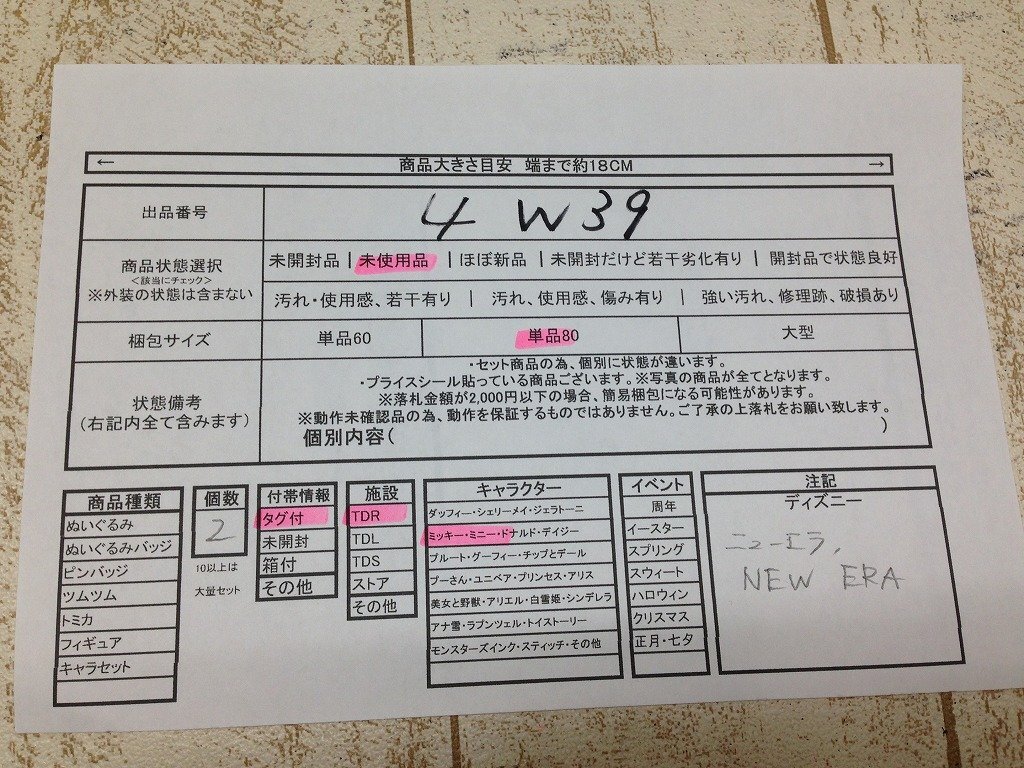 ← 商品大きさ目安 端まで約18CM →
出品番号 4 W39
商品状態選択
<該当にチェック>
※外装の状態は含まない
未開封品 | 未使用品 | ほぼ新品 | 未開封だけど若干劣化有り | 開封品で状態良好
汚れ・使用感、若干有り | 汚れ、使用感、傷み有り | 強い汚れ、修理跡、破損あり
梱包サイズ 単品60 単品80 大型
状態備考
(右記内全て含みます)
・セット商品の為、個別に状態が違います。
・プライスシール貼っている商品ございます。※写真の商品が全てとなります。
※落札金額が2,000円以下の場合、簡易梱包になる可能性があります。
※動作未確認品の為、動作を保証するものではありません。ご了承の上落札をお願い致します。
個別内容( )
商品種類
ぬいぐるみ
ぬいぐるみバッジ
ピンバッジ
ツムツム
トミカ
フィギュア
キャラセット
個数
2
10以上は
大量セット
付帯情報
タグ付
未開封
箱付
その他
施設
TDR
TDL
TDS
ストア
その他
キャラクター
ダッフィー・シェリーメイ・ジェラトーニ
ミッキー・ミニー・ドナルド・デイジー
プルート・グーフィー・チップとデール
プーさん・ユニベア・プリンセス・アリス
美女と野獣・アリエル・白雪姫・シンデレラ
アナ雪・ラプンツェル・トイストーリー
モンスターズインク・スティッチ・その他
イベント
周年
イースター
スプリング
スウィート
ハロウィン
クリスマス
正月・七夕
注記
ディズニー
ニューエラ,
NEW ERA